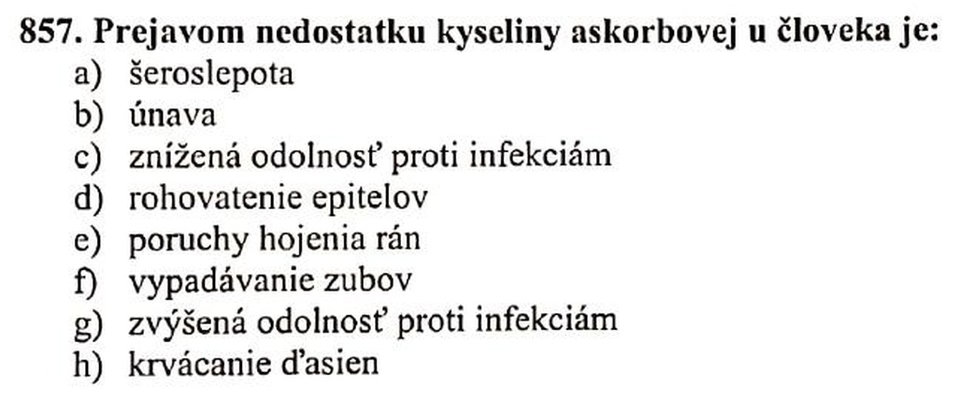 857. Prejavom nedostatku kyseliny askorbovej u človeka je:
a) šeroslepota
b) únava
c) znížená odolnosť proti infekciám
d) rohovatenie epitelov
e) poruchy hojenia rán
f) vypadávanie zubov
g) zvýšená odolnosť proti infekciám
h) krvácanie ďasien